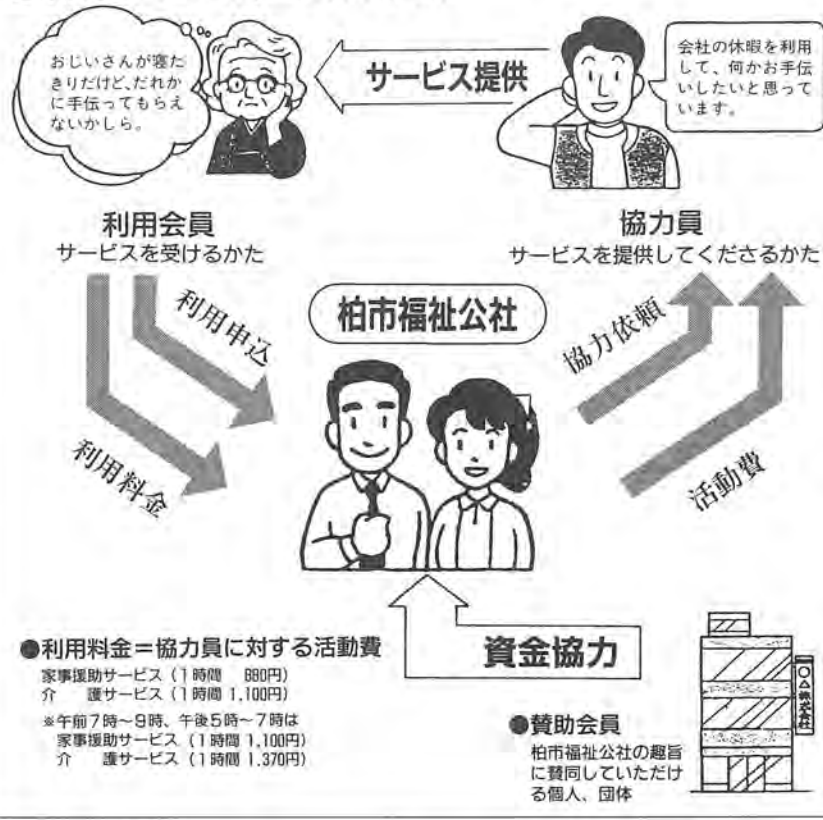 おじいさんが寝た
きりだけど、だれか
に手伝ってもらえ
ないかしら。
サービス提供
会社の休暇を利用
して、何かお手伝
いしたいと思って
います。
利用会員
サービスを受けるかた
協力員
サービスを提供してくださるかた
柏市福祉公社
利用申込
利用料金
協力依頼
活動費
●利用料金=協力員に対する活動費
家事援助サービス(1時間 880円)
介 護サービス(1時間 1,100円)
※午前7時~9時、午後5時~7時は
家事援助サービス(1時間 1,100円)
介 護サービス(1時間 1.370円)
資金協力
●賛助会員
柏市福祉公社の趣旨
に賛同していただけ
る個人、団体
○△株式会社